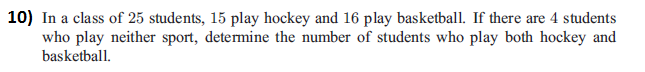 10) In a class of 25 students, 15 play hockey and 16 play basketball. If there are 4 students
who play neither sport, determine the number of students who play both hockey and
basketball.